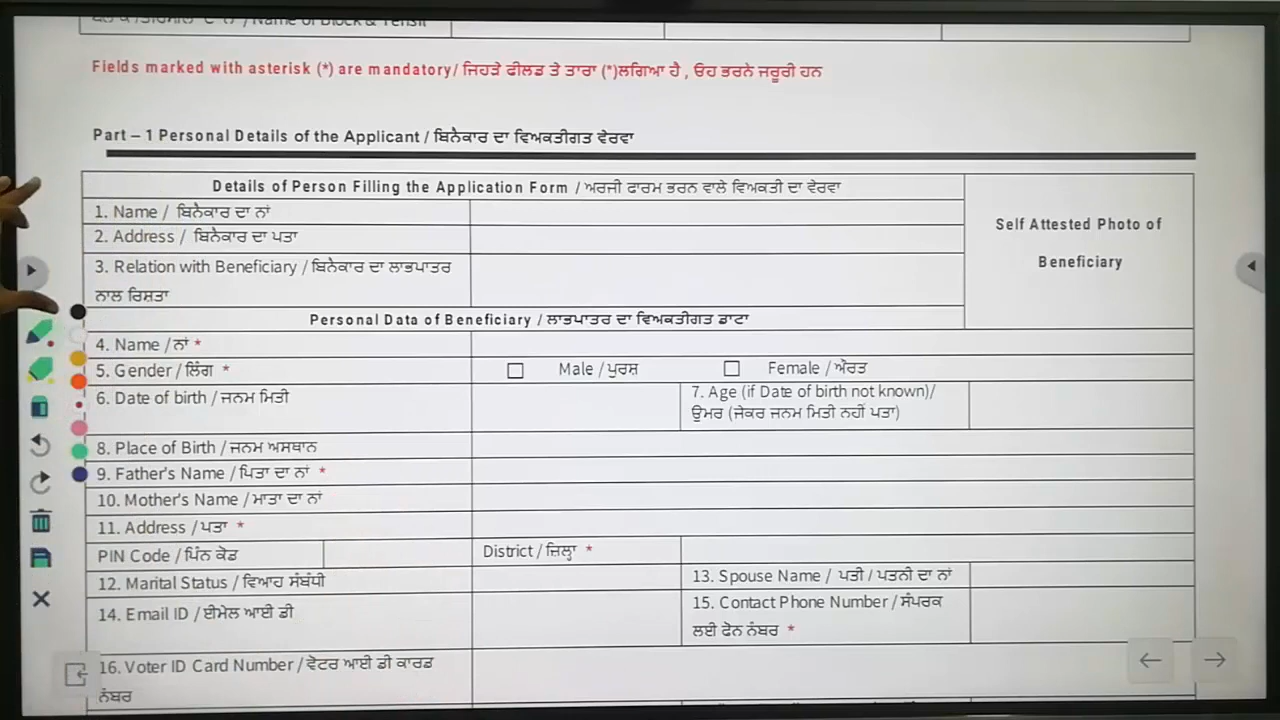 / Name of Block & Tehsil
Fields marked with asterisk (*) are mandatory/ ਜਿਹੜੇ ਫੀਲਡ ਤੇ ਤਾਰਾ (*)ਲਗਿਆ ਹੈ , ਓਹ ਭਰਨੇ ਜਰੂਰੀ ਹਨ
Part – 1 Personal Details of the Applicant / ਬਿਨੈਕਾਰ ਦਾ ਵਿਅਕਤੀਗਤ ਵੇਰਵਾ
Details of Person Filling the Application Form / ਅਰਜੀ ਫਾਰਮ ਭਰਨ ਵਾਲੇ ਵਿਅਕਤੀ ਦਾ ਵੇਰਵਾ
1. Name / ਬਿਨੈਕਾਰ ਦਾ ਨਾਂ
Self Attested Photo of
2. Address / ਬਿਨੈਕਾਰ ਦਾ ਪਤਾ
Beneficiary
3. Relation with Beneficiary / ਬਿਨੈਕਾਰ ਦਾ ਲਾਭਪਾਤਰ
ਨਾਲ ਰਿਸ਼ਤਾ
Personal Data of Beneficiary / ਲਾਭਪਾਤਰ ਦਾ ਵਿਅਕਤੀਗਤ ਡਾਟਾ
4. Name / ਨਾਂ *
5. Gender / ਲਿੰਗ * Male / ਪੁਰਸ਼ Female / ਔਰਤ
6. Date of birth / ਜਨਮ ਮਿਤੀ 7. Age (if Date of birth not known)/
ਉਮਰ (ਜੇਕਰ ਜਨਮ ਮਿਤੀ ਨਹੀਂ ਪਤਾ)
8. Place of Birth / ਜਨਮ ਅਸਥਾਨ
9. Father's Name / ਪਿਤਾ ਦਾ ਨਾਂ *
10. Mother's Name / ਮਾਤਾ ਦਾ ਨਾਂ
11. Address / ਪਤਾ *
PIN Code / ਪਿੰਨ ਕੋਡ District / ਜ਼ਿਲ੍ਹਾ *
12. Marital Status / ਵਿਆਹ ਸੰਬੰਧੀ 13. Spouse Name / ਪਤੀ / ਪਤਨੀ ਦਾ ਨਾਂ
14. Email ID / ਈਮੇਲ ਆਈ ਡੀ 15. Contact Phone Number / ਸੰਪਰਕ
ਲਈ ਫੋਨ ਨੰਬਰ *
16. Voter ID Card Number / ਵੋਟਰ ਆਈ ਡੀ ਕਾਰਡ
ਨੰਬਰ